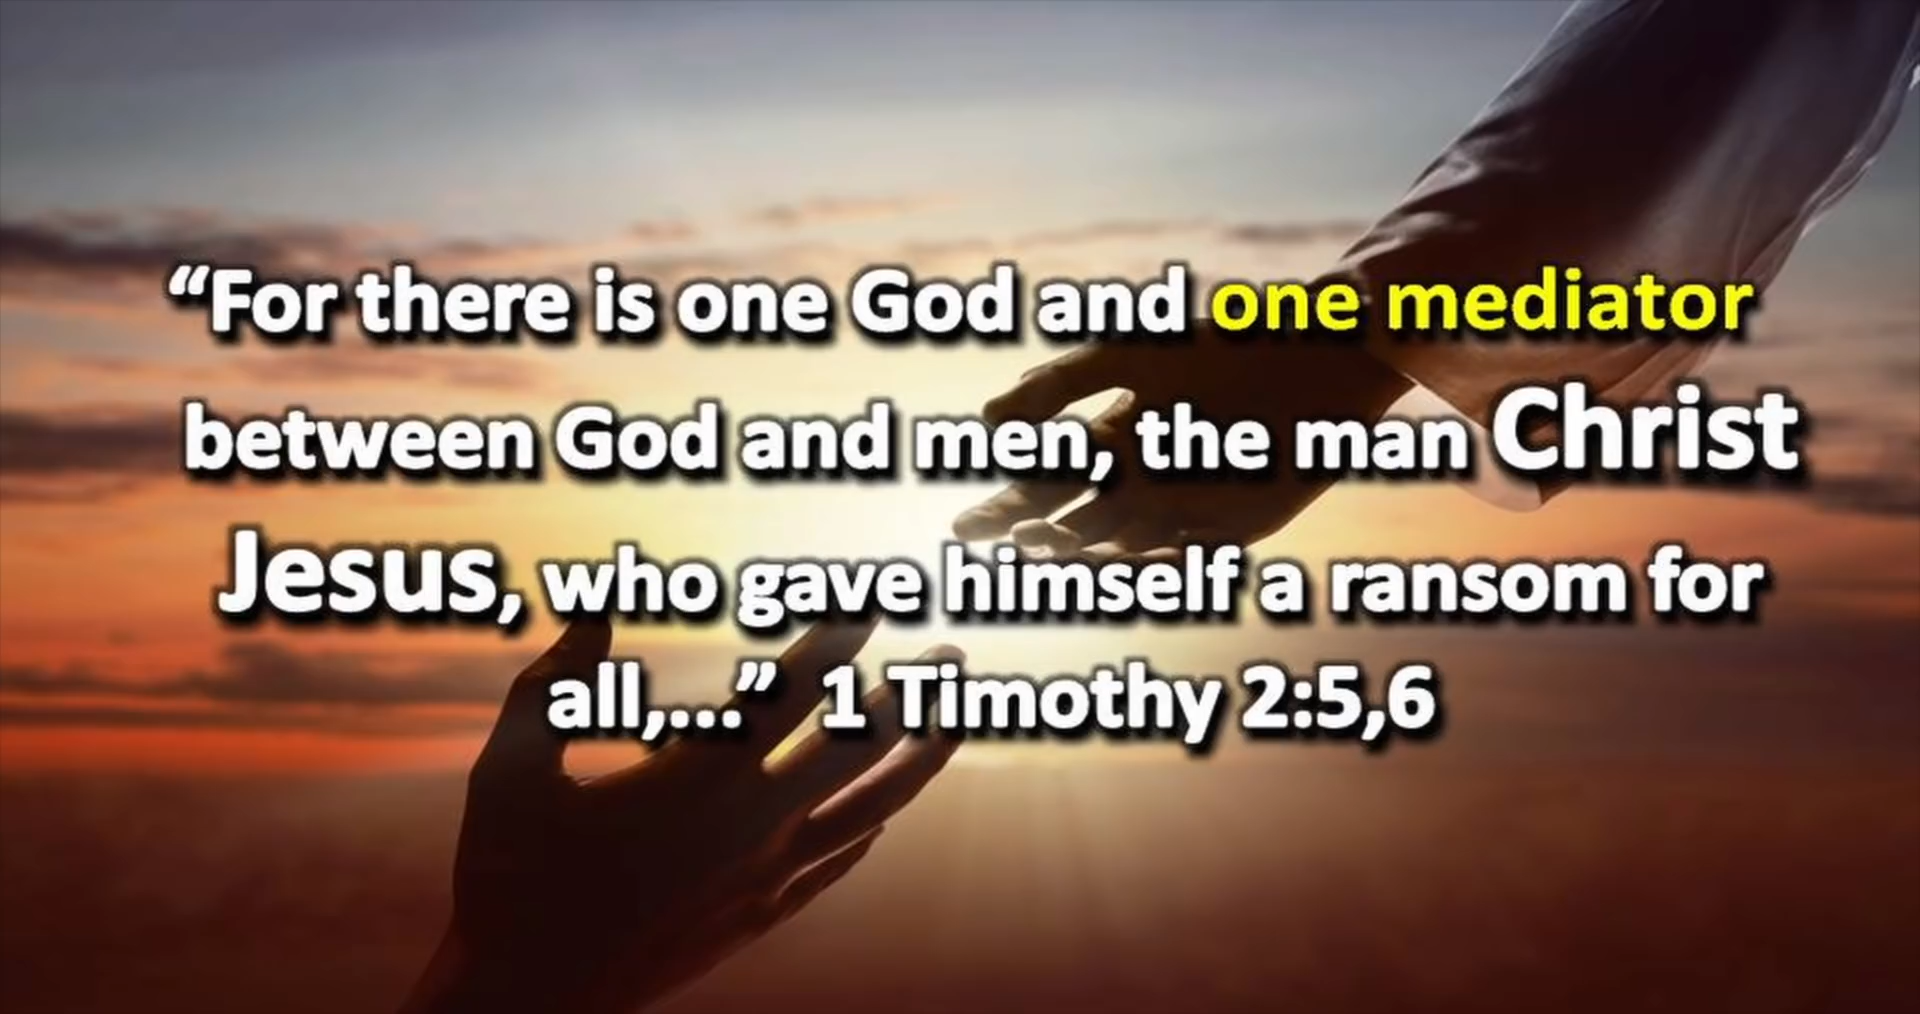 “For there is one God and one mediator
between God and men, the man Christ
Jesus, who gave himself a ransom for
all,...” 1 Timothy 2:5,6